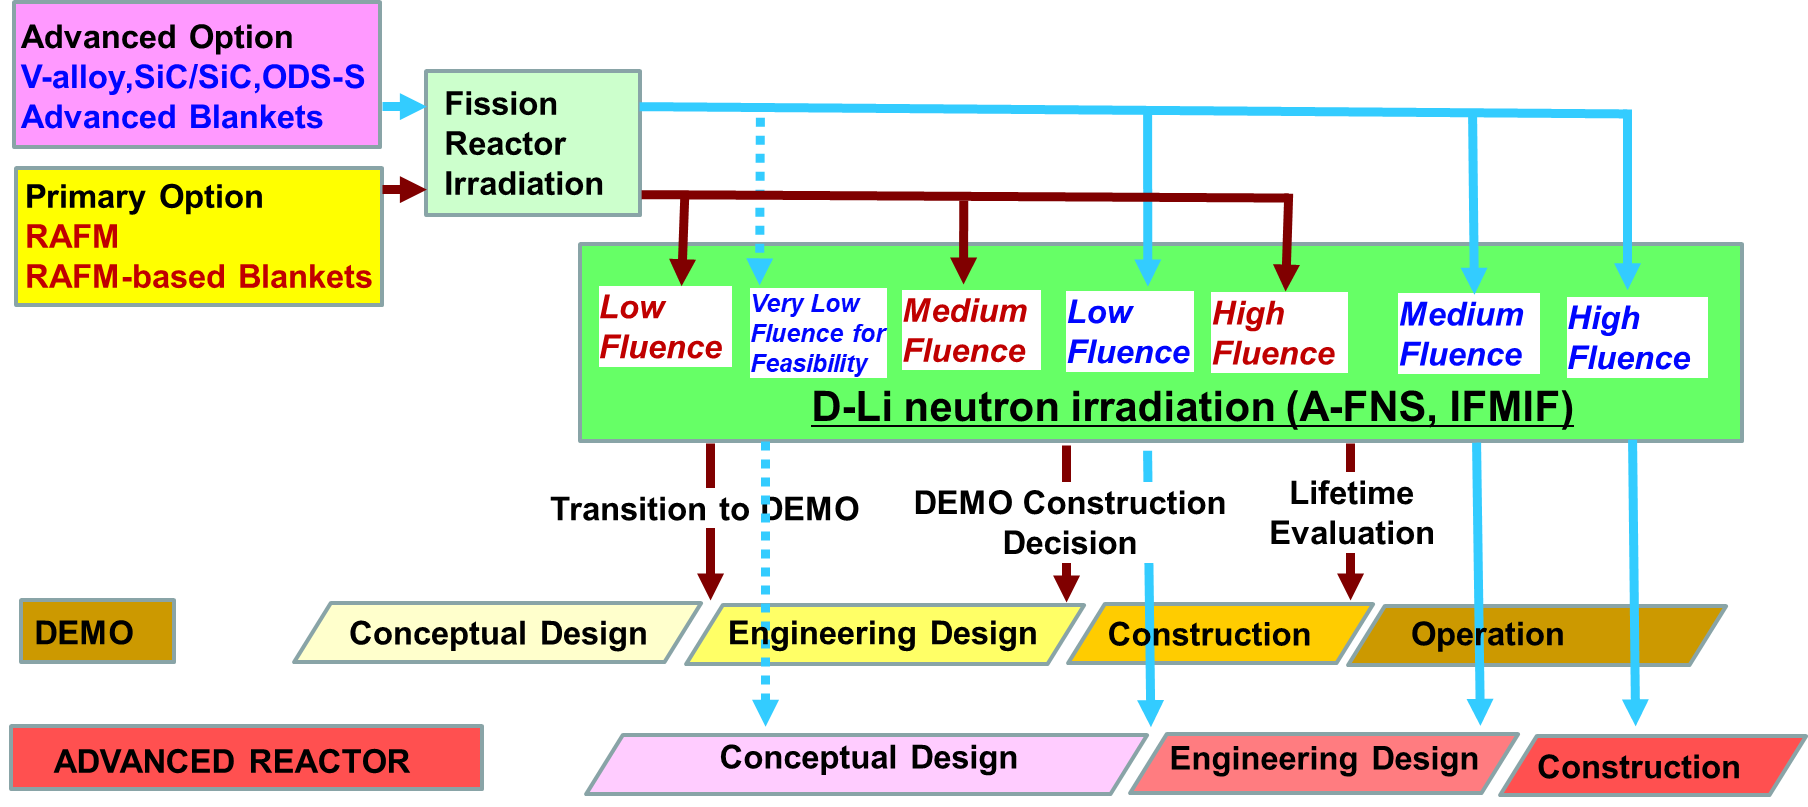 Advanced Option
V-alloy,SiC/SiC,ODS-S
Advanced Blankets
Fission
Reactor
Irradiation
Primary Option
RAFM
RAFM-based Blankets
Low
Fluence
Very Low
Fluence for
Feasibility
Medium
Fluence
Low
Fluence
High
Fluence
Medium
Fluence
High
Fluence
D-Li neutron irradiation (A-FNS, IFMIF)
Transition to DEMO
DEMO Construction
Decision
Lifetime
Evaluation
DEMO
Conceptual Design
Engineering Design
Construction
Operation
ADVANCED REACTOR
Conceptual Design
Engineering Design
Construction